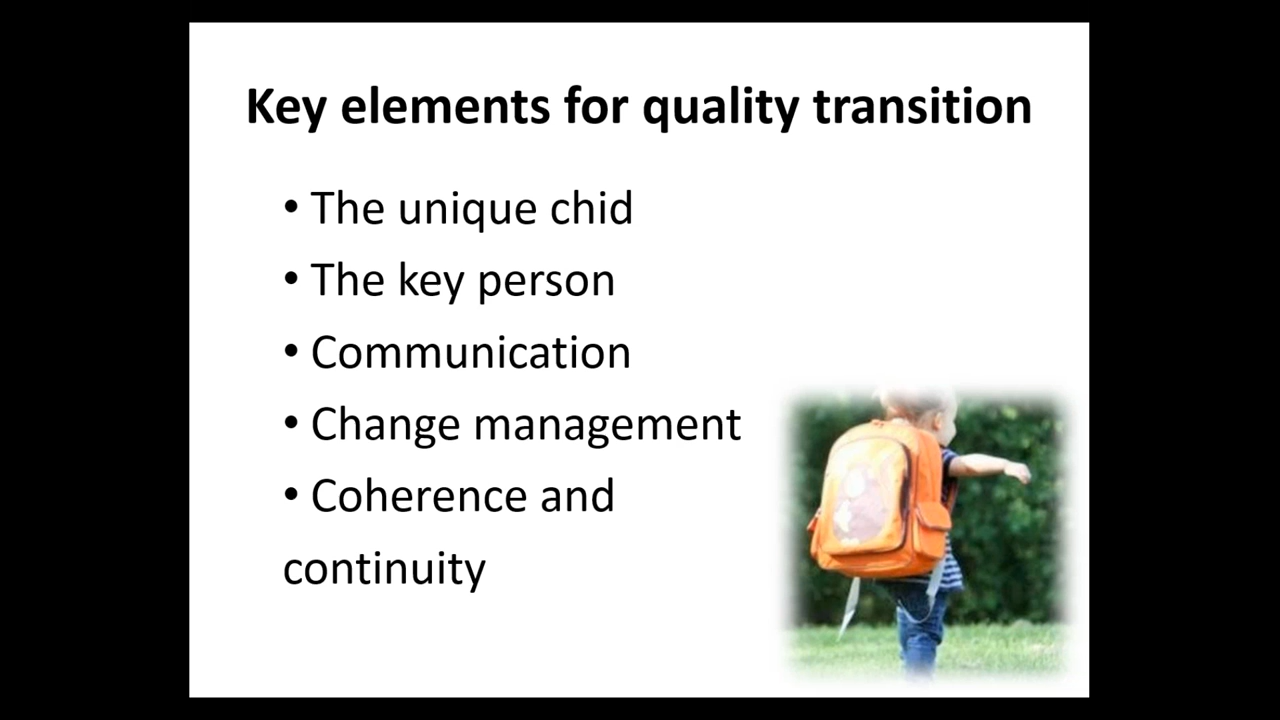 Key elements for quality transition
• The unique chid
• The key person
• Communication
• Change management
• Coherence and
continuity